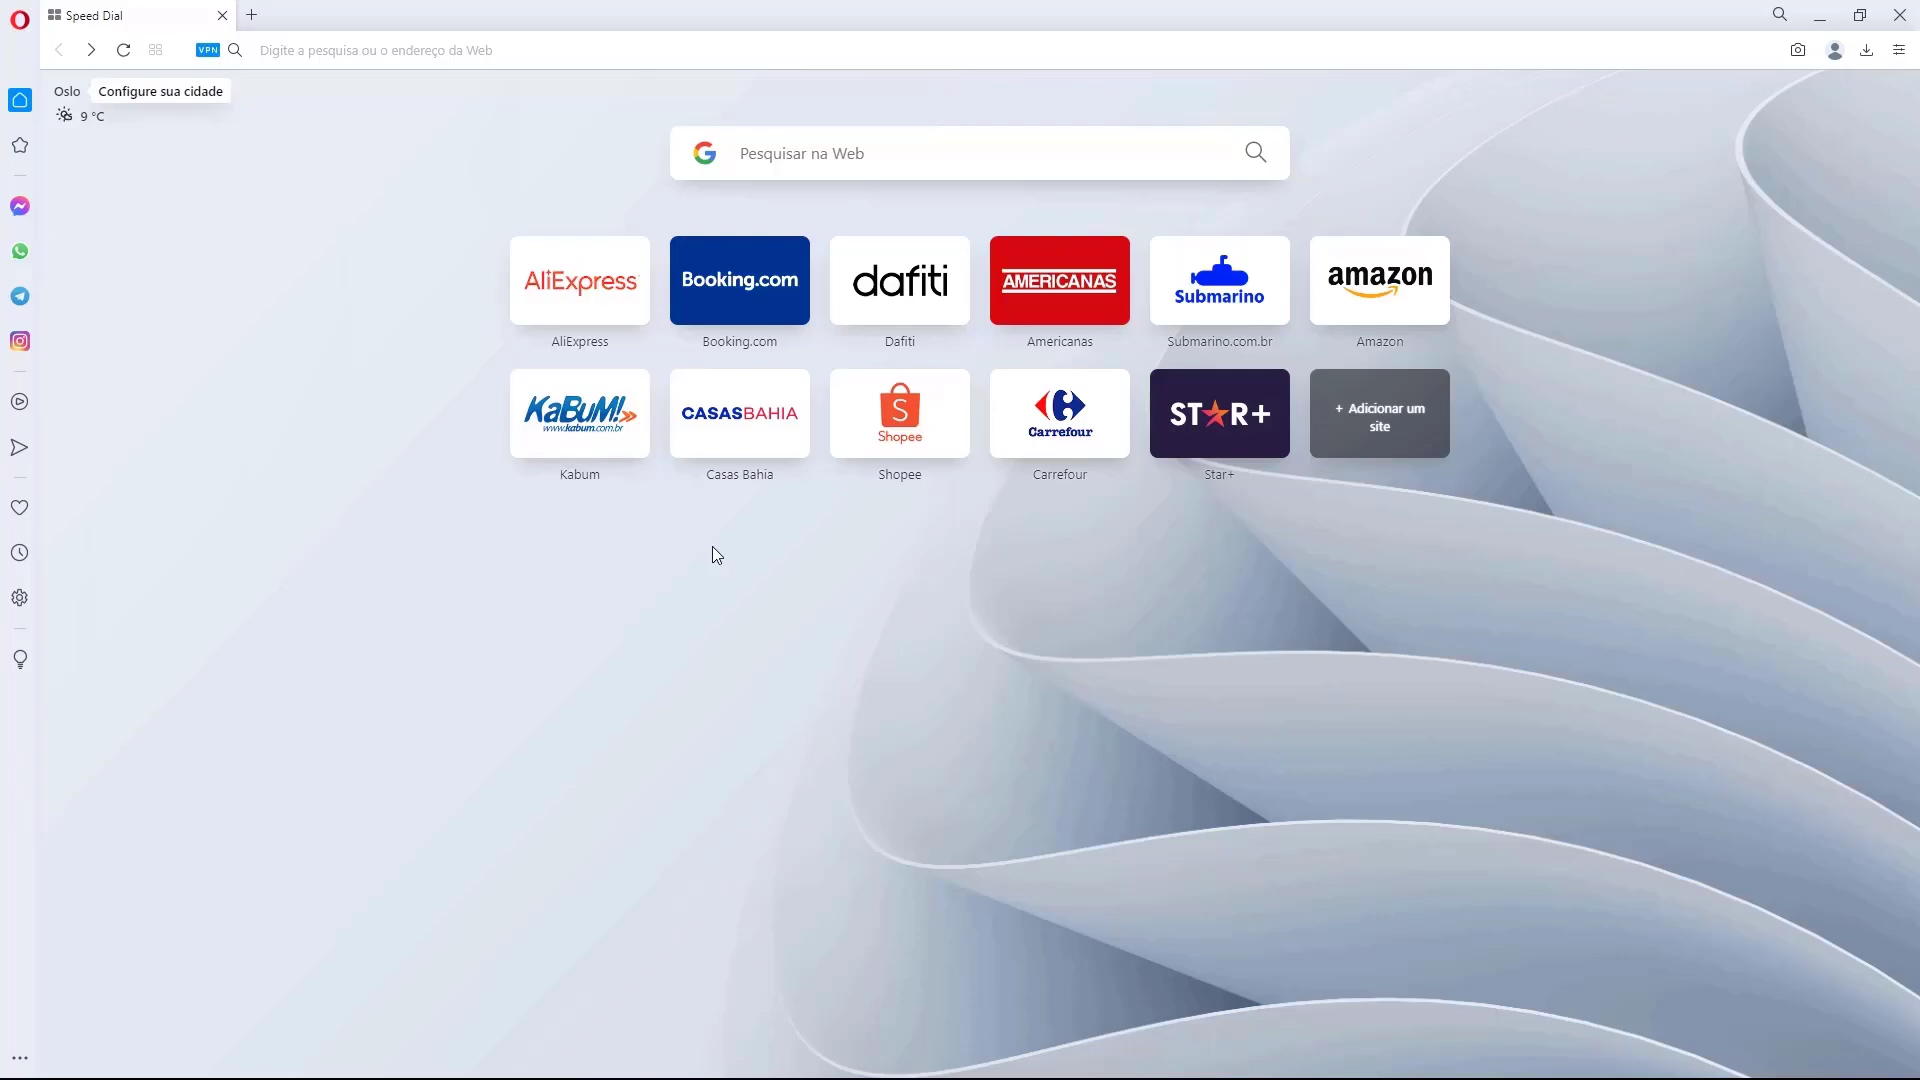 Speed Dial
VPN
Digite a pesquisa ou o endereço da Web
Oslo
Configure sua cidade
9 °C
Pesquisar na Web
AliExpress
Booking.com
dafiti
AMERICANAS
Submarino
amazon
AliExpress
Booking.com
Dafiti
Americanas
Submarino.com.br
Amazon
KaBuM!
www.kabum.com.br
CASASBAHIA
S
Shopee
Carrefour
ST★R+
+ Adicionar um
site
Kabum
Casas Bahia
Shopee
Carrefour
Star+